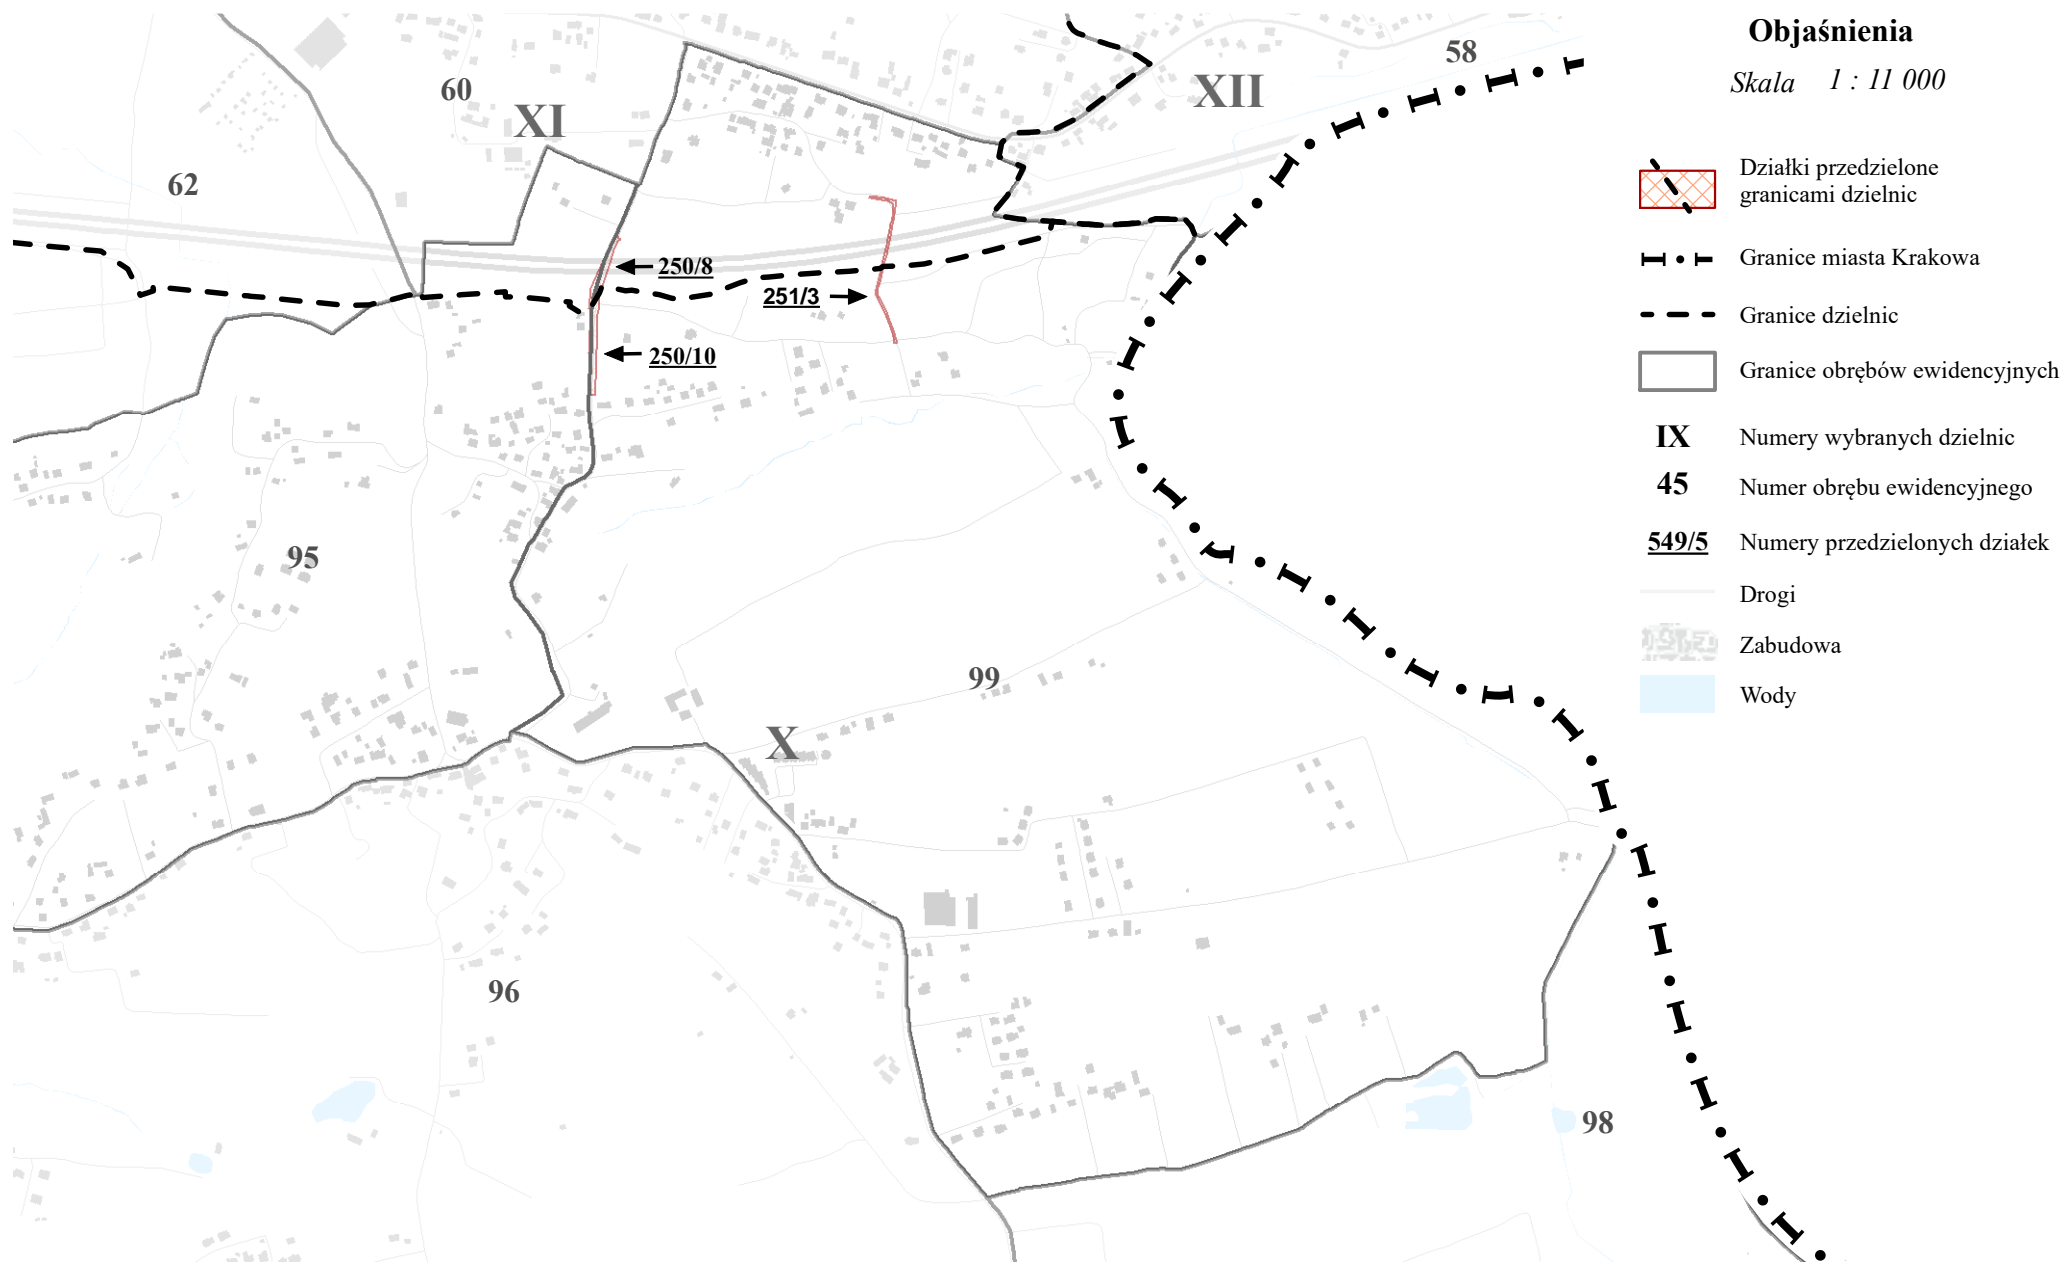 Objaśnienia
Skala 1 : 11 000
58
60
XII
XI
62
Działki przedzielone
granicami dzielnic
250/8
Granice miasta Krakowa
251/3
Granice dzielnic
250/10
Granice obrębów ewidencyjnych
IX Numery wybranych dzielnic
45 Numer obrębu ewidencyjnego
549/5 Numery przedzielonych działek
95
Drogi
Zabudowa
99
Wody
X
96
98